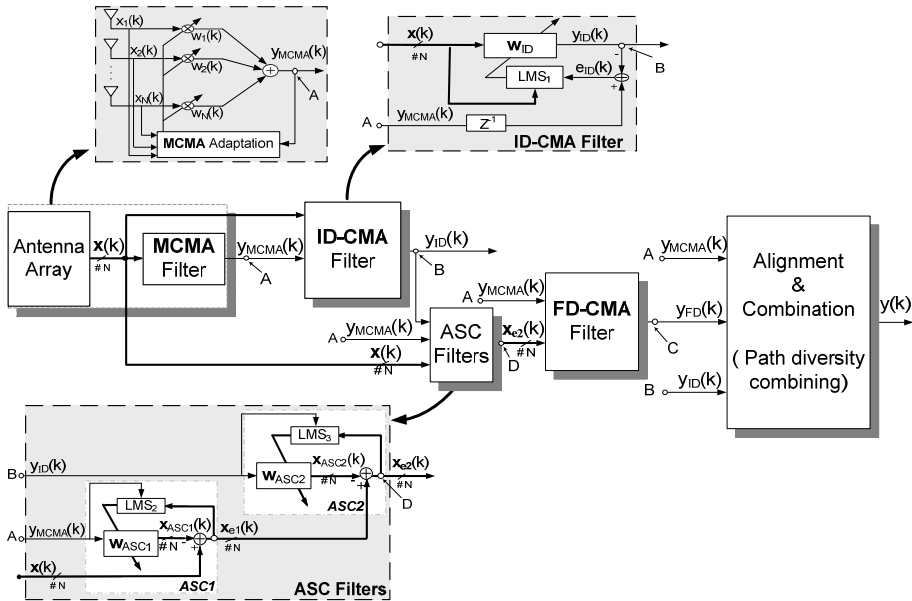 x1(k)
w1(k)
x2(k)
w2(k)
xN(k)
wN(k)
yMCMA(k)
A
MCMA Adaptation
x(k)
#N
wID
yID(k)
B
LMS1
eID(k)
-
+
A
yMCMA(k)
Z-1
ID-CMA Filter
Antenna
Array
x(k)
#N
MCMA
Filter
yMCMA(k)
A
ID-CMA
Filter
yID(k)
B
A
yMCMA(k)
x(k)
#N
ASC
Filters
A
yMCMA(k)
xe2(k)
#N
D
FD-CMA
Filter
C
A
yMCMA(k)
yFD(k)
B
yID(k)
Alignment
&
Combination
( Path diversity
combining)
y(k)
B
yID(k)
LMS3
wASC2
xASC2(k)
#N
-
+
xe2(k)
#N
D
ASC2
A
yMCMA(k)
LMS2
wASC1
xASC1(k)
#N
-
+
xe1(k)
#N
x(k)
#N
ASC1
ASC Filters